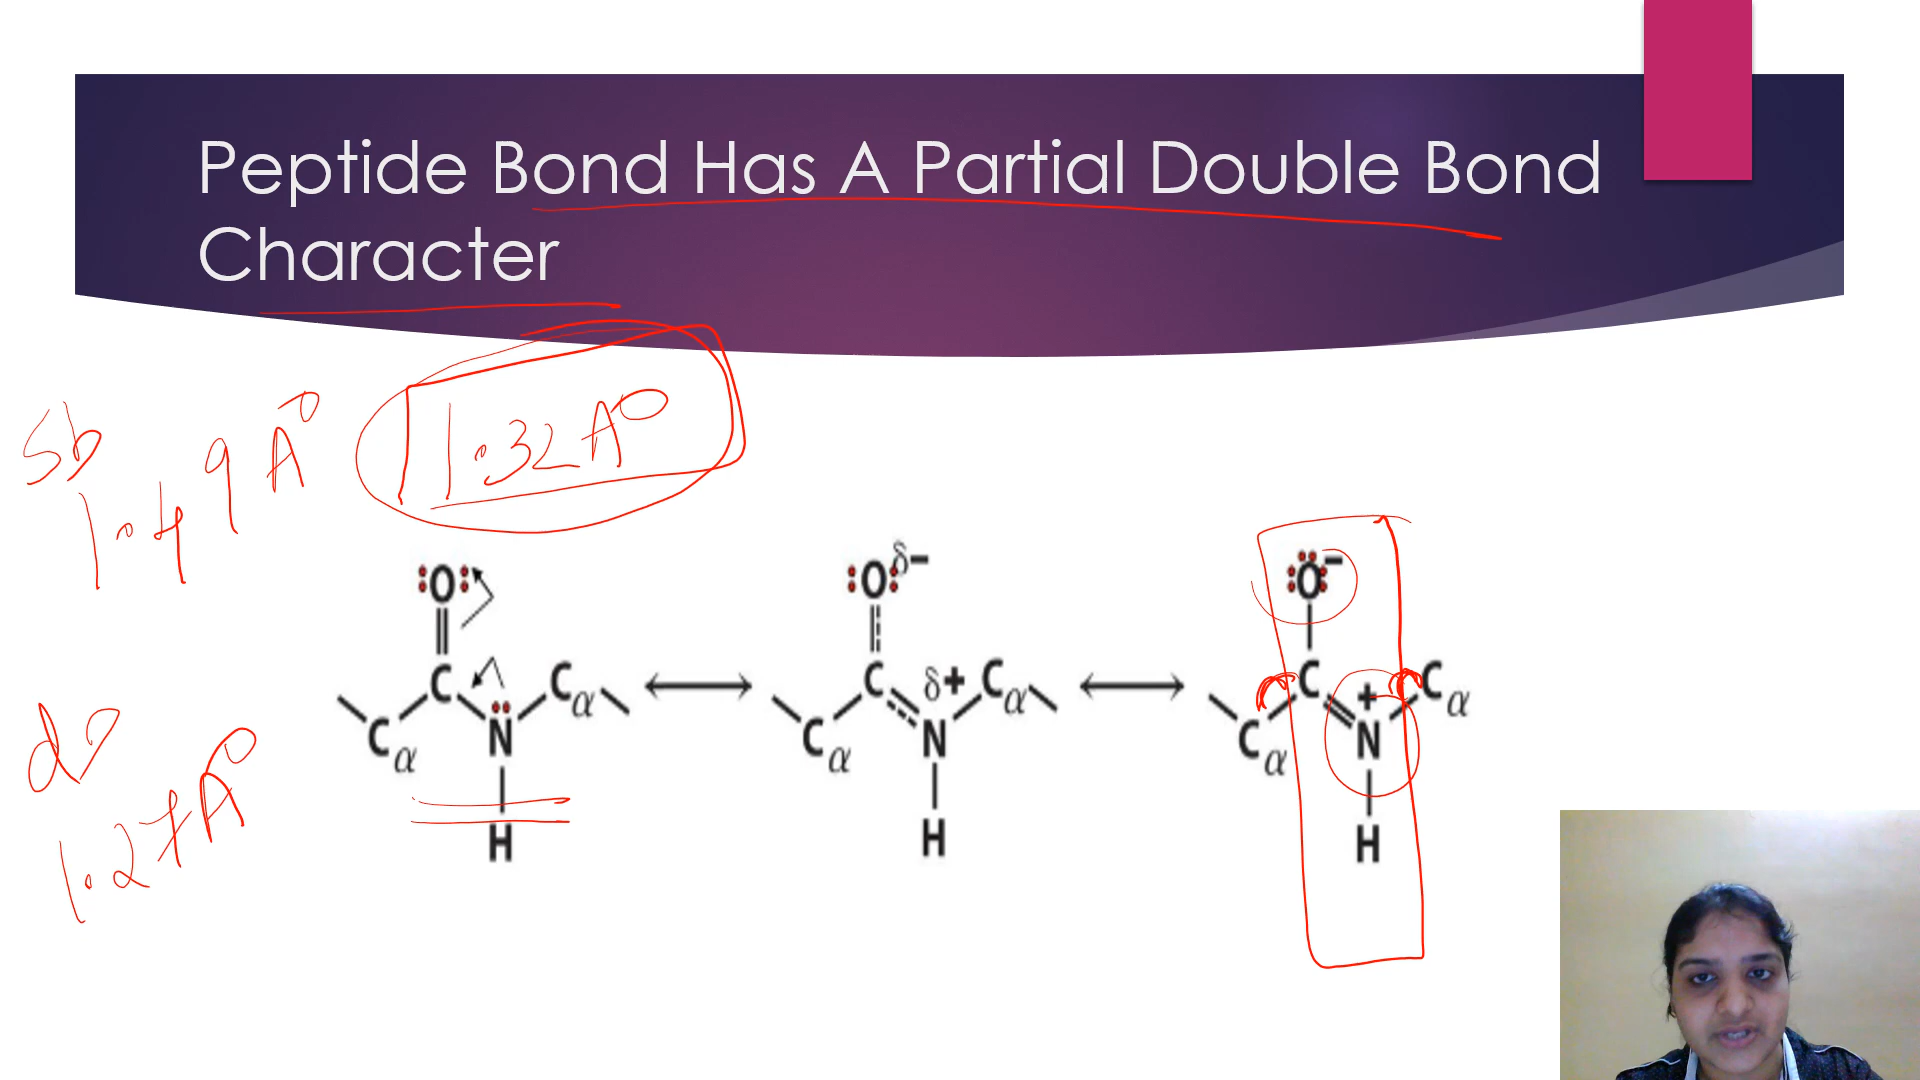 Peptide Bond Has A Partial Double Bond
Character
Sb
1.49 A°
1.32 A°
db
1.27 A°
:O:
C
Cα
N
H
Cα
:O: δ−
C
Cα
δ+
N
H
Cα
:O: −
C
Cα
+
N
H
Cα